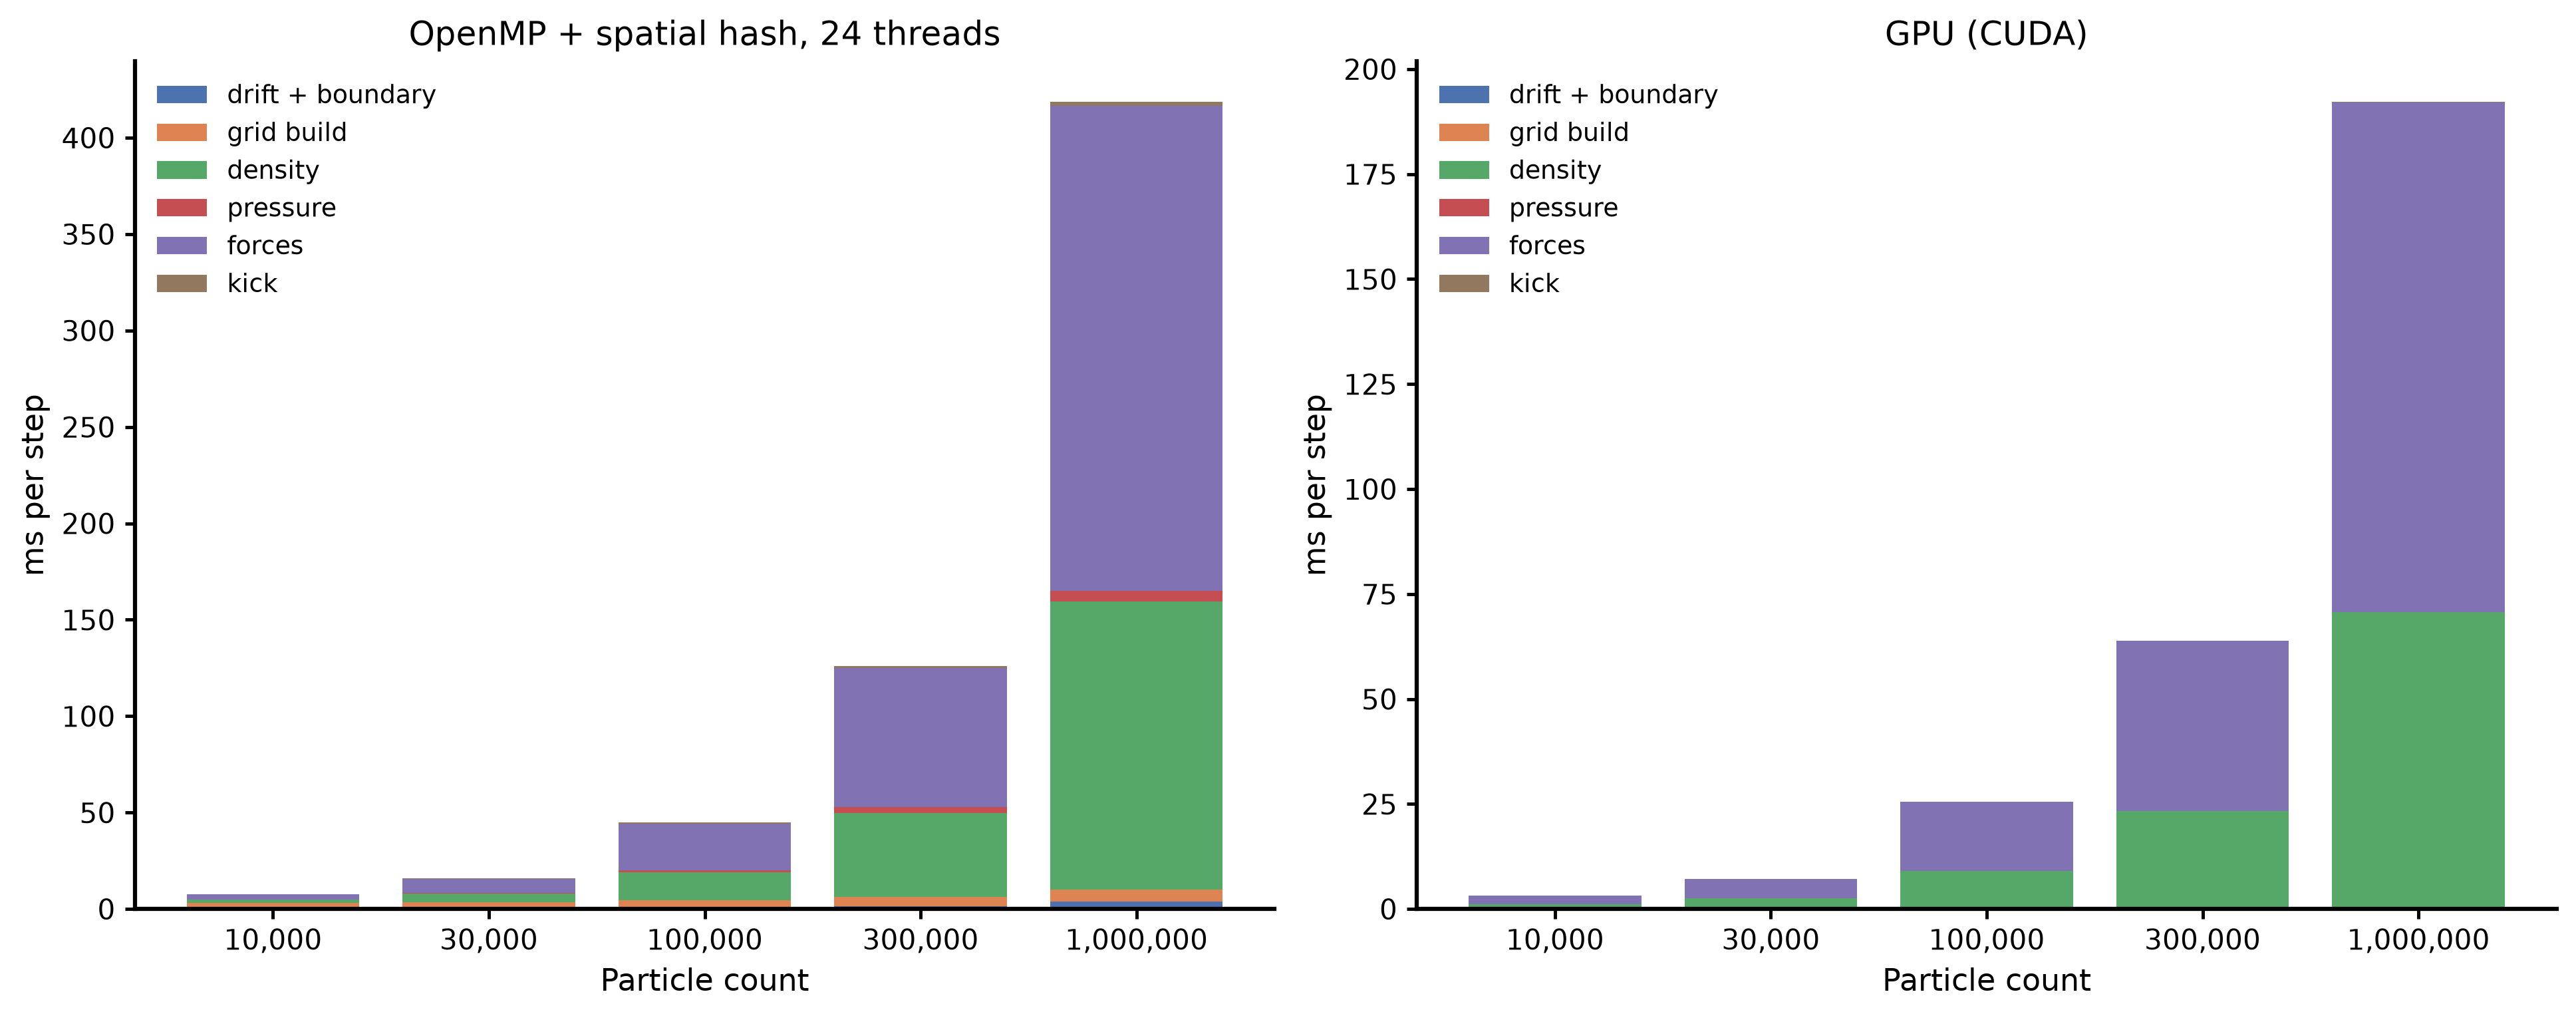 OpenMP + spatial hash, 24 threads
drift + boundary
grid build
density
pressure
forces
kick
400
350
300
250
200
150
100
50
0
ms per step
10,000
30,000
100,000
300,000
1,000,000
Particle count
GPU (CUDA)
drift + boundary
grid build
density
pressure
forces
kick
200
175
150
125
100
75
50
25
0
ms per step
10,000
30,000
100,000
300,000
1,000,000
Particle count